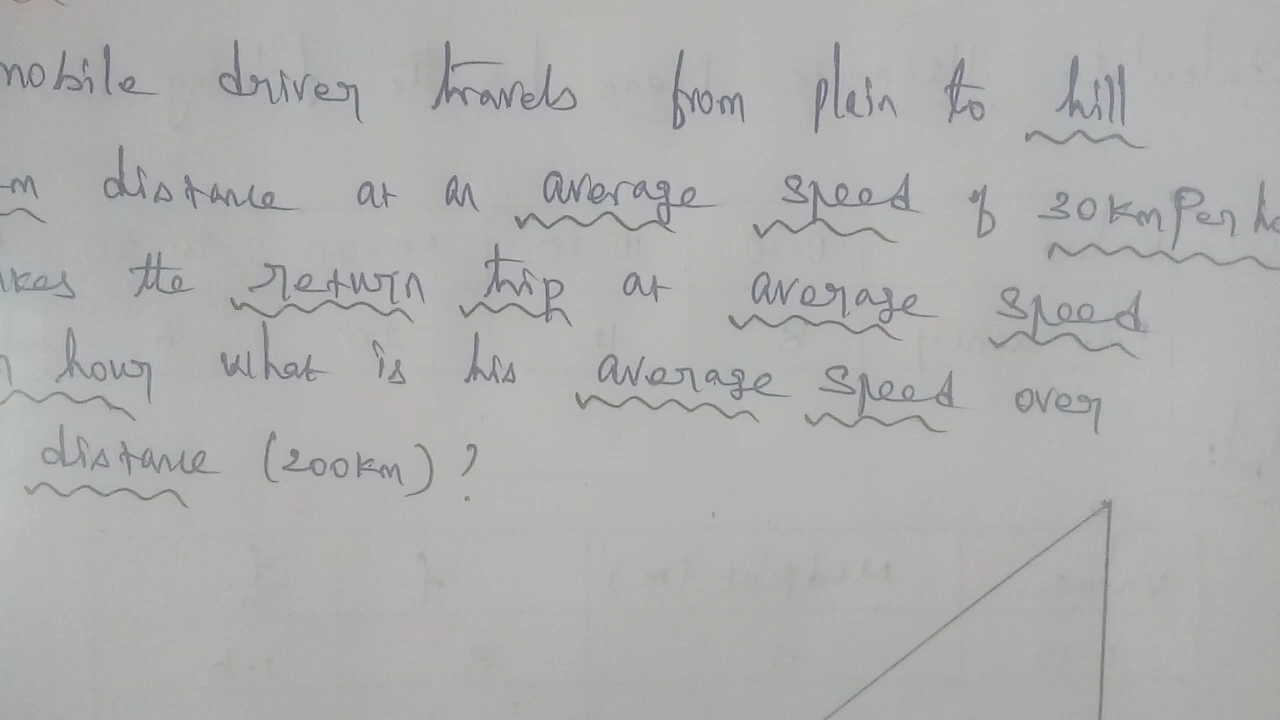 mobile driver travels from plain to hill
m distance at an average speed of 30km Per h
kes the return trip at average speed
hour what is his average speed over
distance (200km) ?